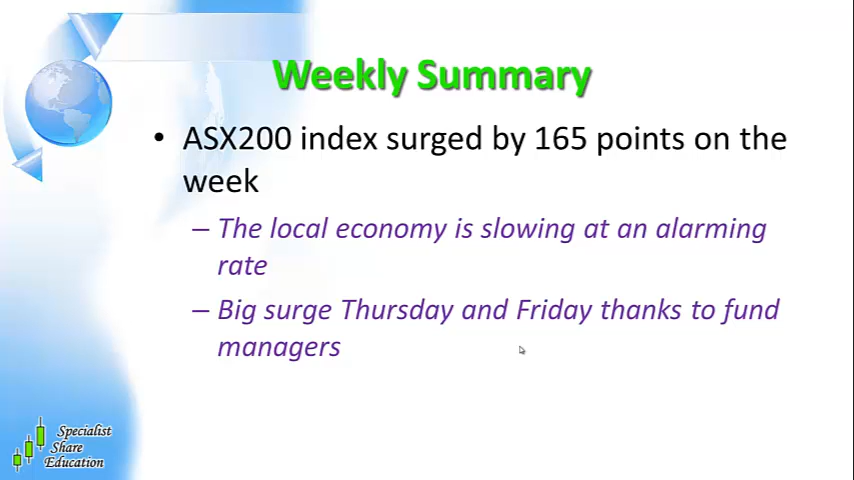 Weekly Summary
• ASX200 index surged by 165 points on the
week
– The local economy is slowing at an alarming
rate
– Big surge Thursday and Friday thanks to fund
managers
Specialist
Share
Education